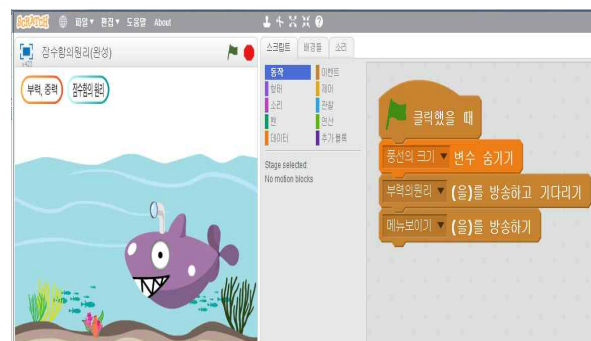 SCRATCH 파일▼ 편집▼ 도움말 About
잠수함의원리(완성)
부력, 중력 잠수함의 원리
스크립트 배경들 소리
동작 이벤트
형태 제어
소리 관찰
펜 연산
데이터 추가 블록
Stage selected:
No motion blocks
클릭했을 때
풍선의 크기 ▼ 변수 숨기기
부력의원리 ▼ (을)를 방송하고 기다리기
메뉴보이기 ▼ (을)를 방송하기